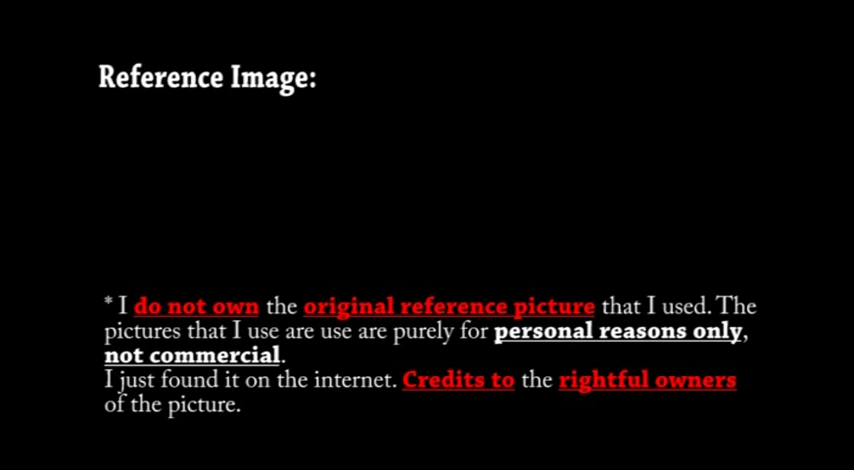 Reference Image:
* I do not own the original reference picture that I used. The
pictures that I use are use are purely for personal reasons only,
not commercial.
I just found it on the internet. Credits to the rightful owners
of the picture.